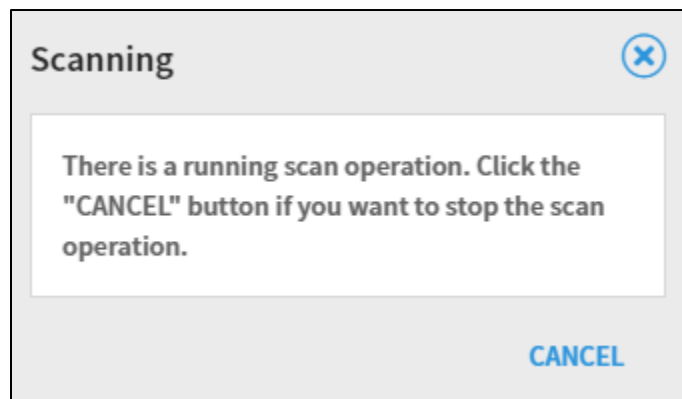 Scanning
There is a running scan operation. Click the
"CANCEL" button if you want to stop the scan
operation.
CANCEL